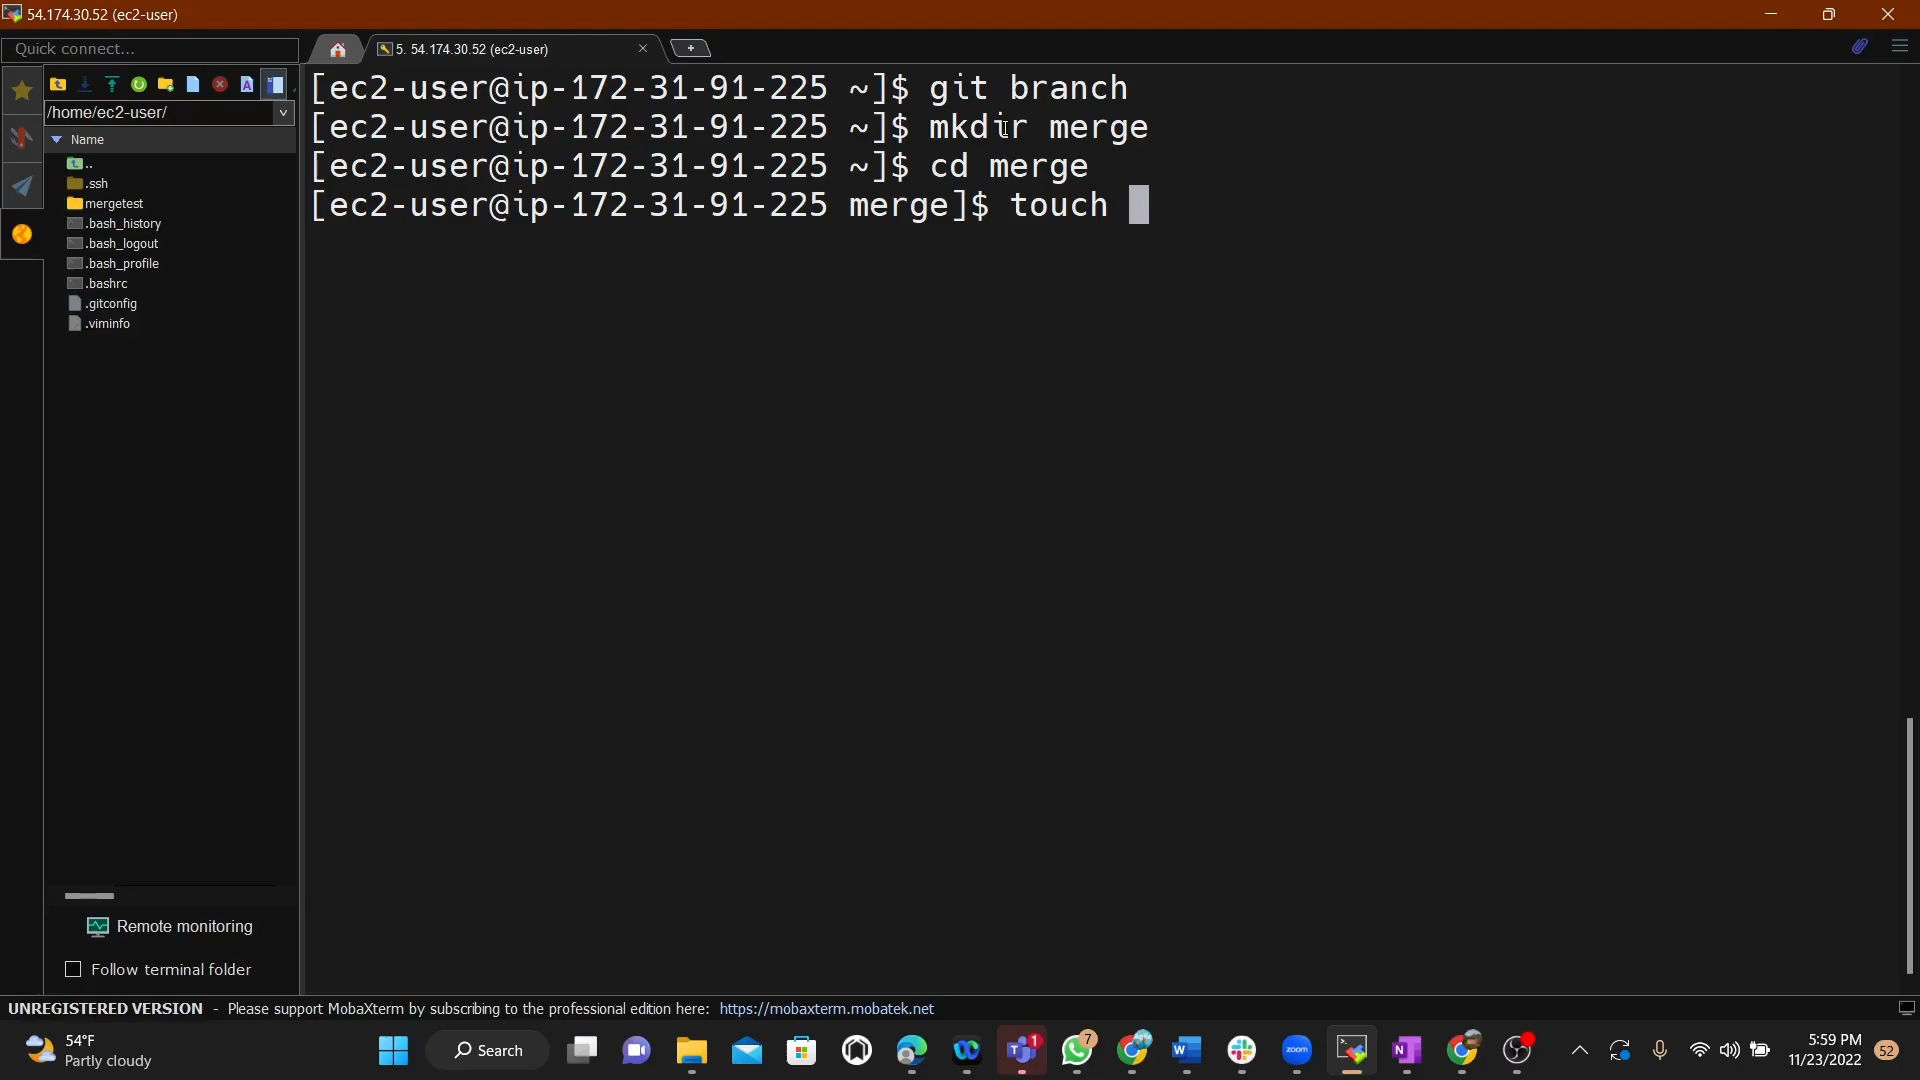 54.174.30.52 (ec2-user)
Quick connect...
5. 54.174.30.52 (ec2-user)
/home/ec2-user/
Name
..
.ssh
mergetest
.bash_history
.bash_logout
.bash_profile
.bashrc
.gitconfig
.viminfo
[ec2-user@ip-172-31-91-225 ~]$ git branch
[ec2-user@ip-172-31-91-225 ~]$ mkdir merge
[ec2-user@ip-172-31-91-225 ~]$ cd merge
[ec2-user@ip-172-31-91-225 merge]$ touch
Remote monitoring
Follow terminal folder
UNREGISTERED VERSION - Please support MobaXterm by subscribing to the professional edition here: https://mobaxterm.mobatek.net
54°F
Partly cloudy
Search
1
7
zoom
5:59 PM
11/23/2022
52